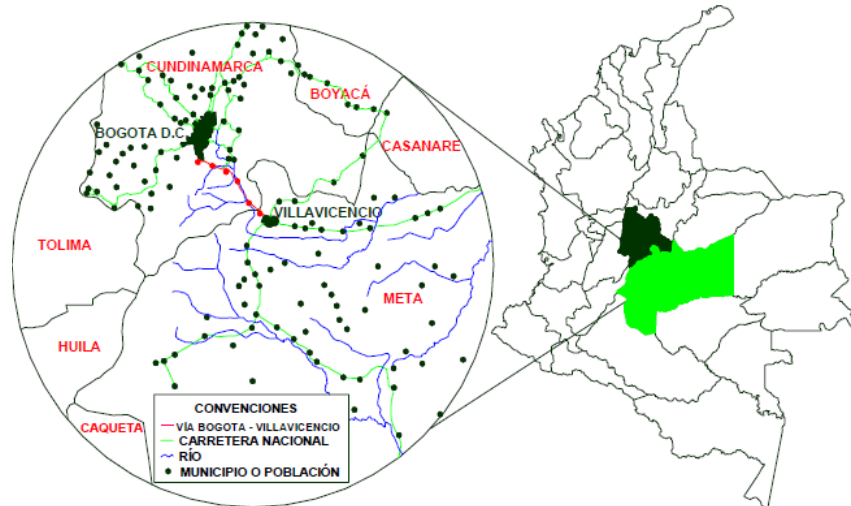 CUNDINAMARCA
BOYACÁ
BOGOTA D.C
CASANARE
VILLAVICENCIO
TOLIMA
META
HUILA
CAQUETA
CONVENCIONES
VÍA BOGOTA - VILLAVICENCIO
CARRETERA NACIONAL
RÍO
MUNICIPIO O POBLACIÓN